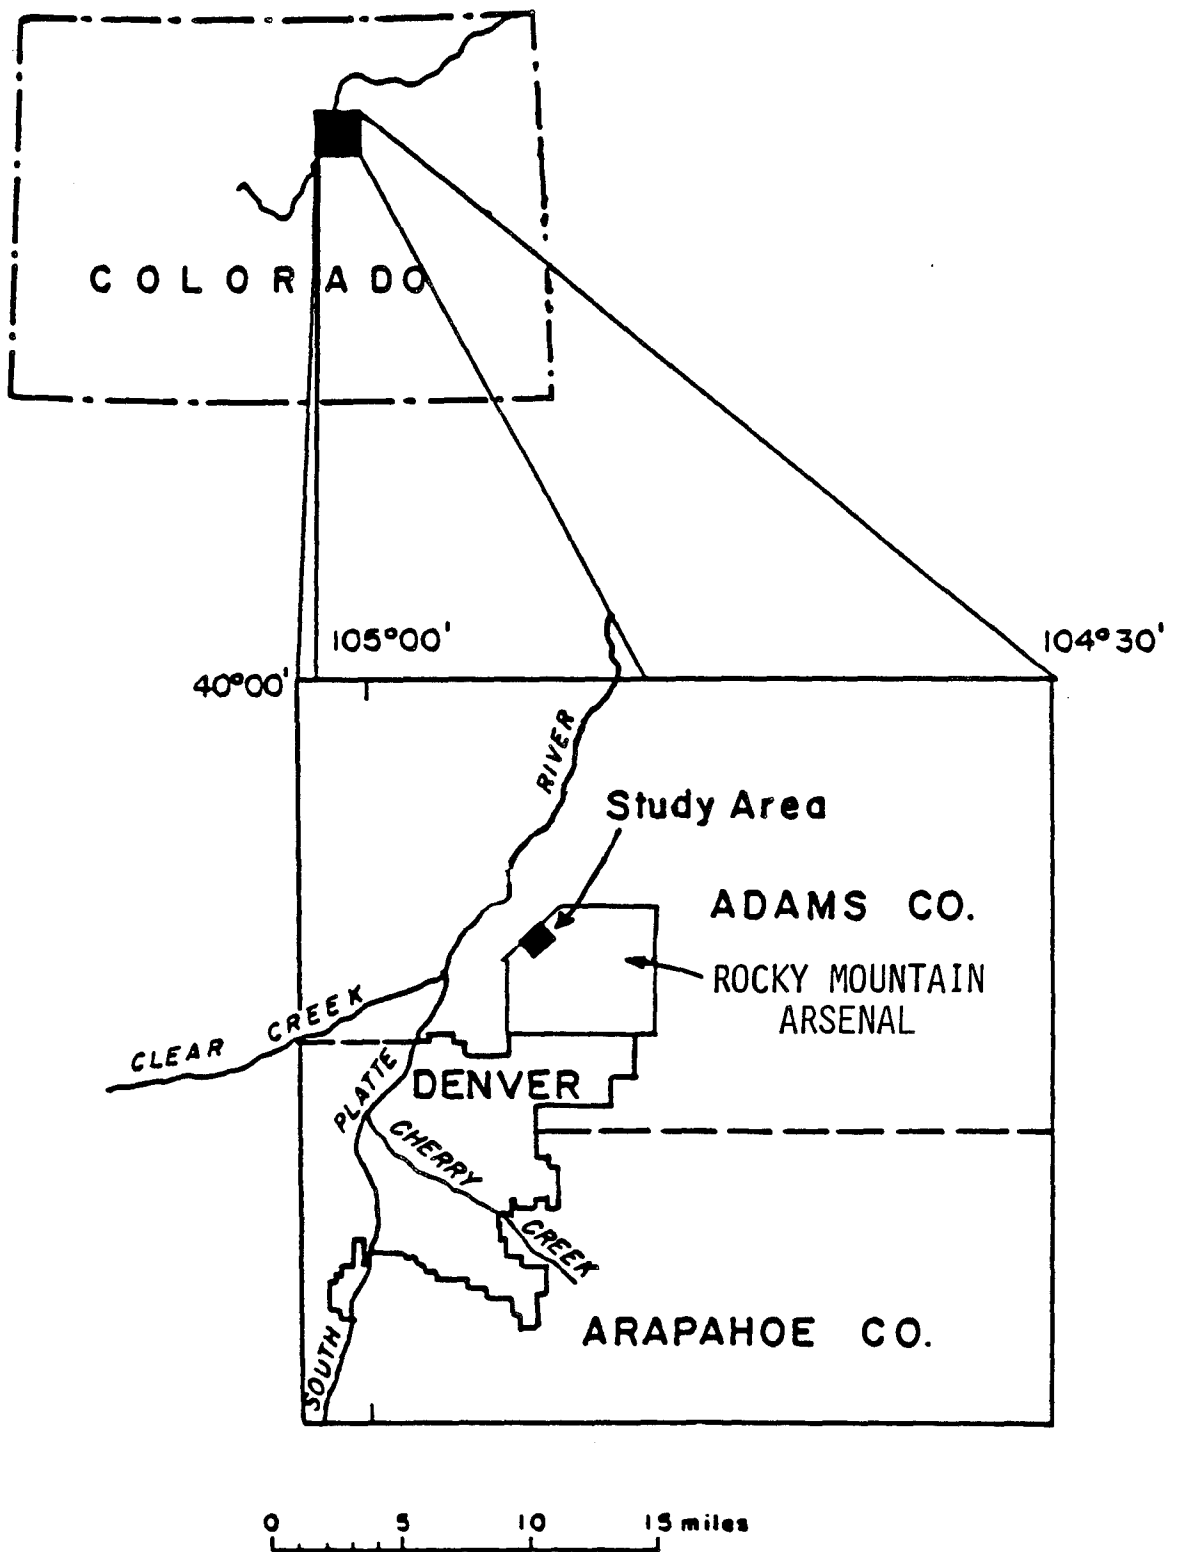 COLORADO
105°00'
104°30'
40°00'
RIVER
Study Area
ADAMS CO.
ROCKY MOUNTAIN
ARSENAL
CLEAR CREEK
PLATTE
DENVER
CHERRY
CREEK
ARAPAHOE CO.
SOUTH
0 5 10 15 miles